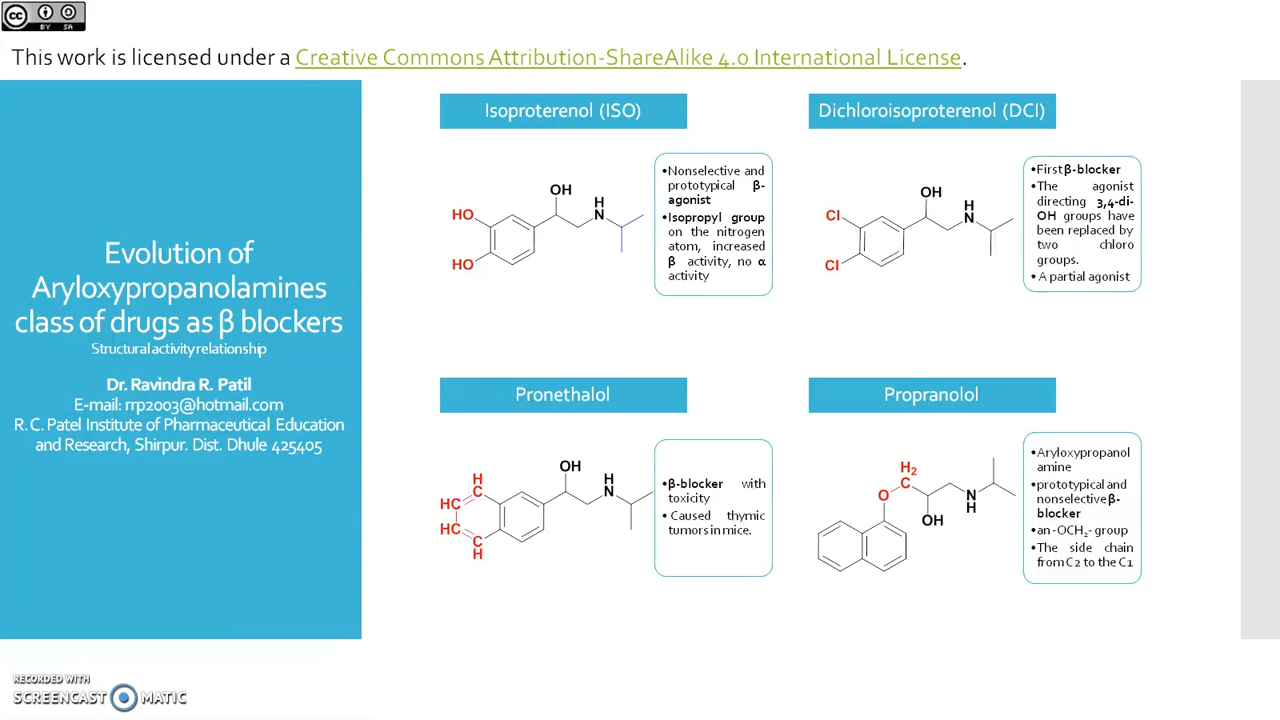 CC BY SA
This work is licensed under a Creative Commons Attribution-ShareAlike 4.0 International License.
Evolution of
Aryloxypropanolamines
class of drugs as β blockers
Structural activity relationship
Dr. Ravindra R. Patil
E-mail: rrp2003@hotmail.com
R. C. Patel Institute of Pharmaceutical Education
and Research, Shirpur. Dist. Dhule 425405
Isoproterenol (ISO)
OH
H
N
HO
HO
•Nonselective and
prototypical β-
agonist
•Isopropyl group
on the nitrogen
atom, increased
β activity, no α
activity
Dichloroisoproterenol (DCI)
OH
H
N
Cl
Cl
•First β-blocker
•The agonist
directing 3,4-di-
OH groups have
been replaced by
two chloro
groups.
• A partial agonist
Pronethalol
OH
H
N
H
C
HC
HC
C
H
•β-blocker with
toxicity
• Caused thymic
tumors in mice.
Propranolol
H2
C
O
N
H
OH
•Aryloxypropanol
amine
•prototypical and
nonselective β-
blocker
•an -OCH2- group
•The side chain
from C2 to the C1
RECORDED WITH
SCREENCAST MATIC